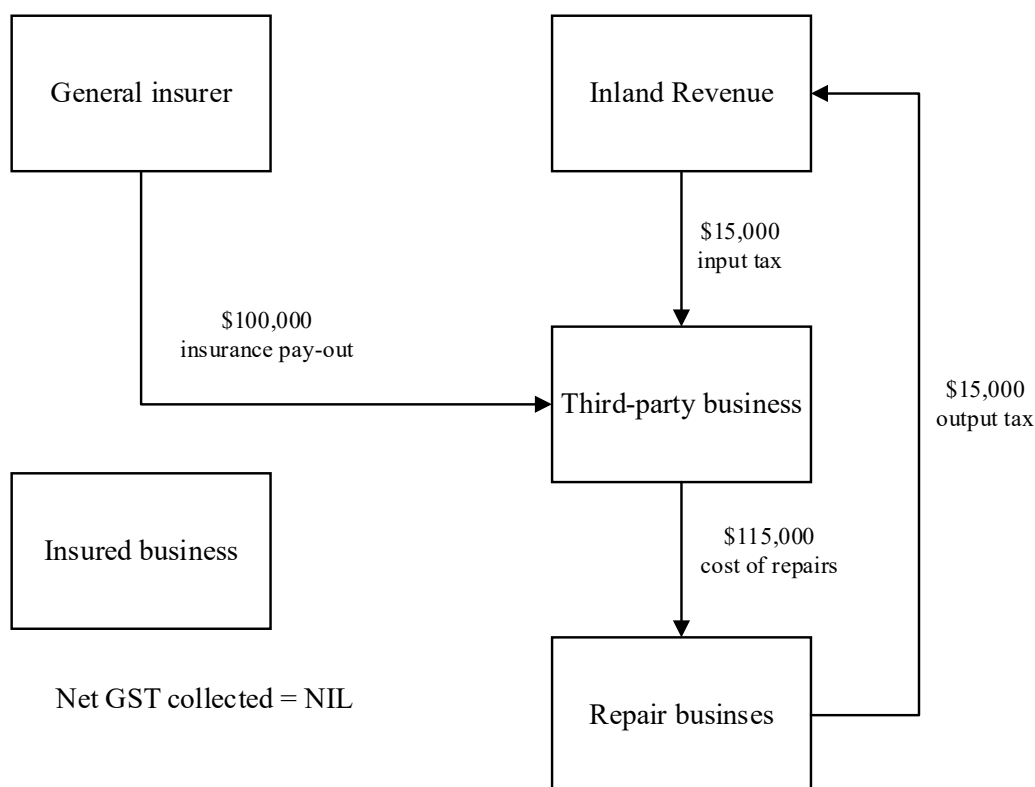 General insurer
Inland Revenue
$15,000
input tax
$100,000
insurance pay-out
Third-party business
$15,000
output tax
Insured business
$115,000
cost of repairs
Net GST collected = NIL
Repair businses